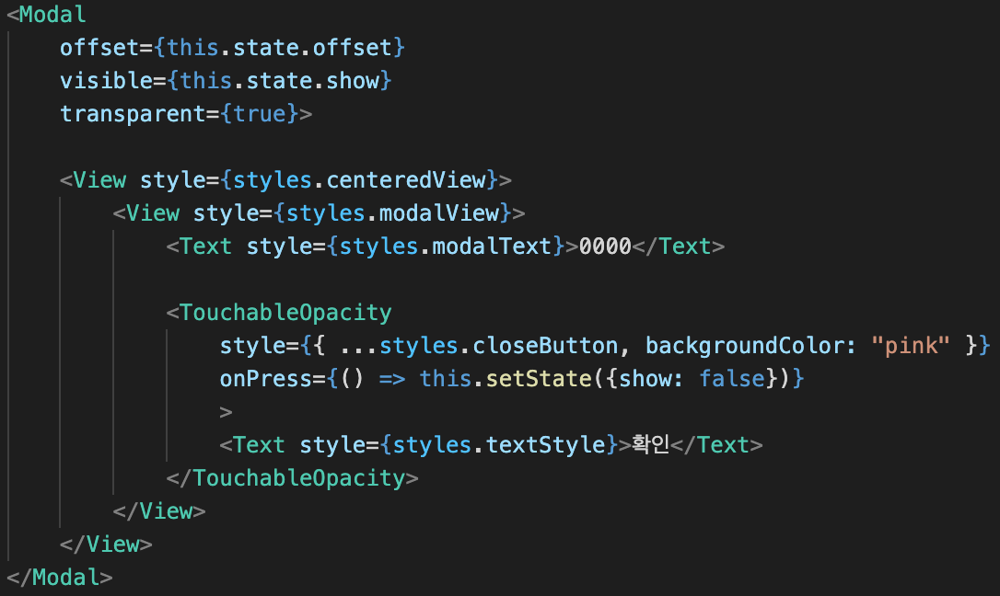 <Modal
offset={this.state.offset}
visible={this.state.show}
transparent={true}>
<View style={styles.centeredView}>
<View style={styles.modalView}>
<Text style={styles.modalText}>0000</Text>
<TouchableOpacity
style={{ ...styles.closeButton, backgroundColor: "pink" }}
onPress={() => this.setState({show: false})}
>
<Text style={styles.textStyle}>확인</Text>
</TouchableOpacity>
</View>
</View>
</Modal>